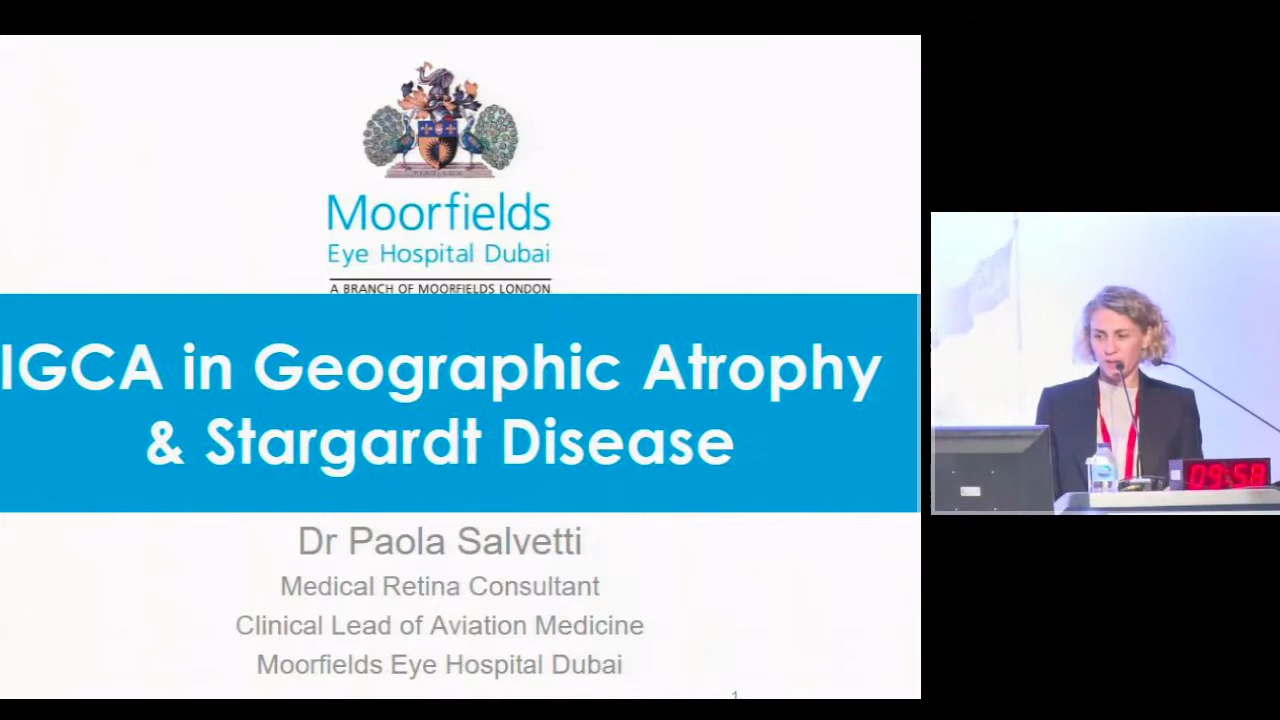 Moorfields
Eye Hospital Dubai
A BRANCH OF MOORFIELDS LONDON
IGCA in Geographic Atrophy
& Stargardt Disease
Dr Paola Salvetti
Medical Retina Consultant
Clinical Lead of Aviation Medicine
Moorfields Eye Hospital Dubai
1
09:58